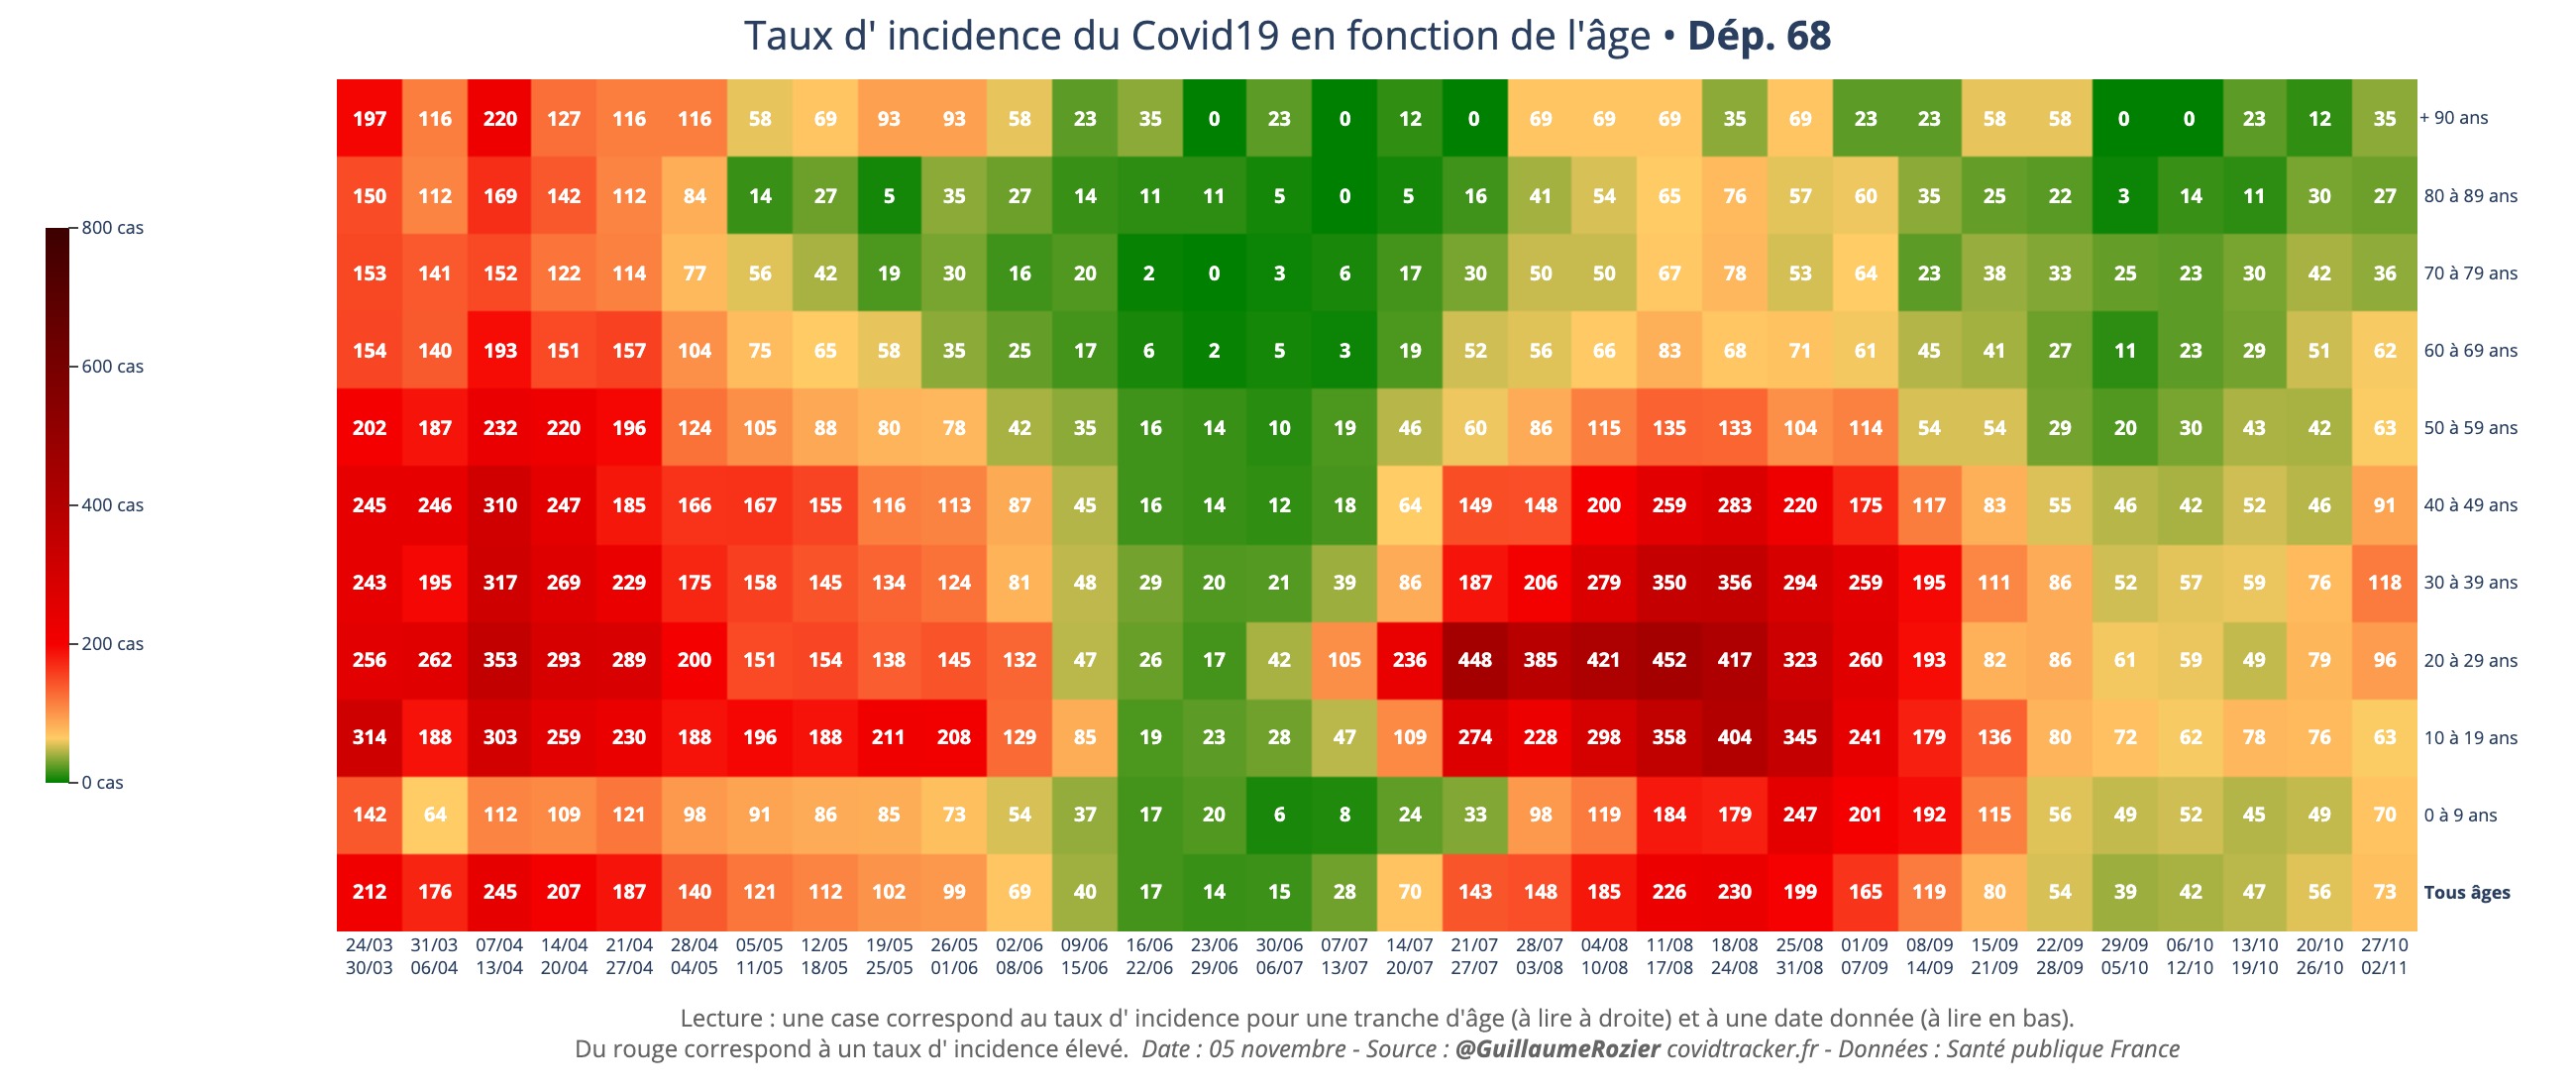 Taux d' incidence du Covid19 en fonction de l'âge • Dép. 68
197 116 220 127 116 116 58 69 93 93 58 23 35 0 23 0 12 0 69 69 69 35 69 23 23 58 58 0 0 23 12 35 + 90 ans
150 112 169 142 112 84 14 27 5 35 27 14 11 11 5 0 5 16 41 54 65 76 57 60 35 25 22 3 14 11 30 27 80 à 89 ans
800 cas
153 141 152 122 114 77 56 42 19 30 16 20 2 0 3 6 17 30 50 50 67 78 53 64 23 38 33 25 23 30 42 36 70 à 79 ans
154 140 193 151 157 104 75 65 58 35 25 17 6 2 5 3 19 52 56 66 83 68 71 61 45 41 27 11 23 29 51 62 60 à 69 ans
600 cas
202 187 232 220 196 124 105 88 80 78 42 35 16 14 10 19 46 60 86 115 135 133 104 114 54 54 29 20 30 43 42 63 50 à 59 ans
400 cas
245 246 310 247 185 166 167 155 116 113 87 45 16 14 12 18 64 149 148 200 259 283 220 175 117 83 55 46 42 52 46 91 40 à 49 ans
243 195 317 269 229 175 158 145 134 124 81 48 29 20 21 39 86 187 206 279 350 356 294 259 195 111 86 52 57 59 76 118 30 à 39 ans
200 cas
256 262 353 293 289 200 151 154 138 145 132 47 26 17 42 105 236 448 385 421 452 417 323 260 193 82 86 61 59 49 79 96 20 à 29 ans
314 188 303 259 230 188 196 188 211 208 129 85 19 23 28 47 109 274 228 298 358 404 345 241 179 136 80 72 62 78 76 63 10 à 19 ans
0 cas
142 64 112 109 121 98 91 86 85 73 54 37 17 20 6 8 24 33 98 119 184 179 247 201 192 115 56 49 52 45 49 70 0 à 9 ans
212 176 245 207 187 140 121 112 102 99 69 40 17 14 15 28 70 143 148 185 226 230 199 165 119 80 54 39 42 47 56 73 Tous âges
24/03 31/03 07/04 14/04 21/04 28/04 05/05 12/05 19/05 26/05 02/06 09/06 16/06 23/06 30/06 07/07 14/07 21/07 28/07 04/08 11/08 18/08 25/08 01/09 08/09 15/09 22/09 29/09 06/10 13/10 20/10 27/10
30/03 06/04 13/04 20/04 27/04 04/05 11/05 18/05 25/05 01/06 08/06 15/06 22/06 29/06 06/07 13/07 20/07 27/07 03/08 10/08 17/08 24/08 31/08 07/09 14/09 21/09 28/09 05/10 12/10 19/10 26/10 02/11
Lecture : une case correspond au taux d' incidence pour une tranche d'âge (à lire à droite) et à une date donnée (à lire en bas).
Du rouge correspond à un taux d' incidence élevé. Date : 05 novembre - Source : @GuillaumeRozier covidtracker.fr - Données : Santé publique France